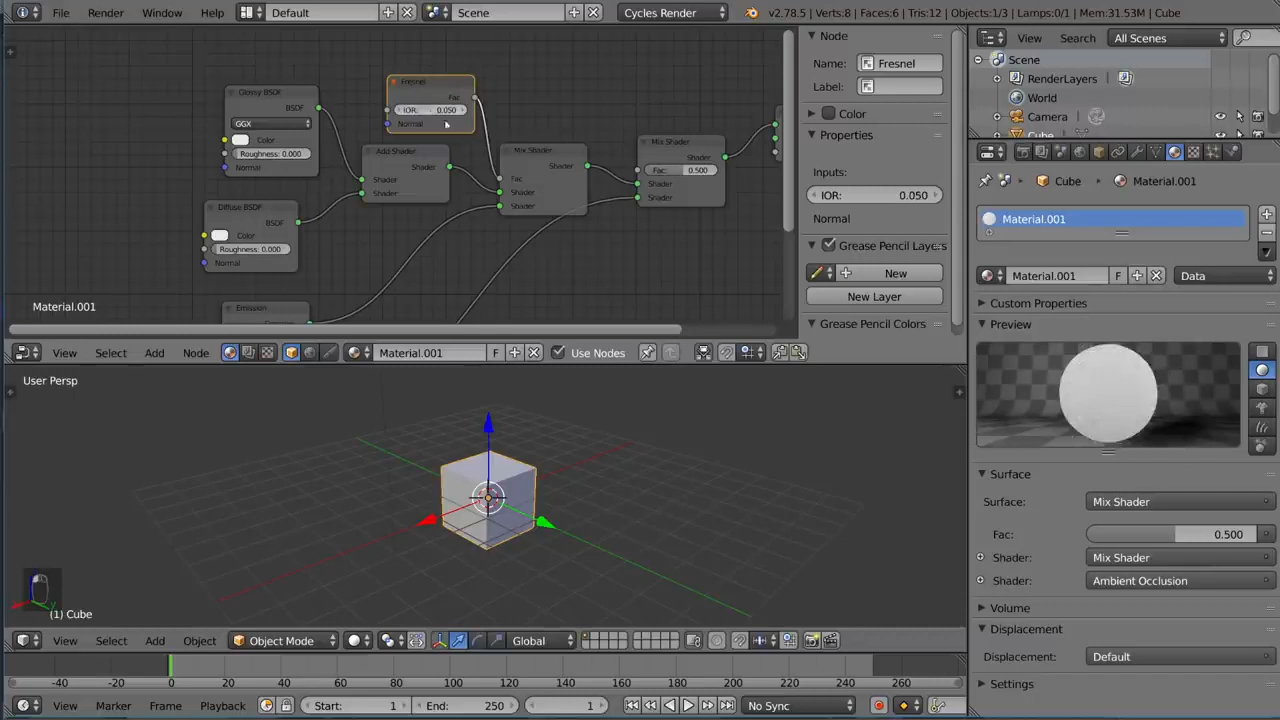 File Render Window Help Default Scene Cycles Render v2.78.5 | Verts:8 | Faces:6 | Tris:12 | Objects:1/3 | Lamps:0/1 | Mem:31.53M | Cube
View Search All Scenes
Scene
RenderLayers
World
Camera
Cube
Cube Material.001
Material.001
Material.001 F Data
Custom Properties
Preview
Surface
Surface: Mix Shader
Fac: 0.500
Shader: Mix Shader
Shader: Ambient Occlusion
Volume
Displacement
Displacement: Default
Settings
Node
Name: Fresnel
Label:
Color
Properties
Inputs:
IOR: 0.050
Normal
Grease Pencil Layers
New
New Layer
Grease Pencil Colors
Fresnel
Fac
IOR: 0.050
Normal
Glossy BSDF
BSDF
GGX
Color
Roughness: 0.000
Normal
Diffuse BSDF
BSDF
Color
Roughness: 0.000
Normal
Add Shader
Shader
Shader
Shader
Mix Shader
Shader
Fac
Shader
Shader
Mix Shader
Shader
Fac: 0.500
Shader
Shader
Emission
Material.001
View Select Add Node Material.001 F Use Nodes
User Persp
(1) Cube
View Select Add Object Object Mode Global
-40 -20 0 20 40 60 80 100 120 140 160 180 200 220 240 260
View Marker Frame Playback Start: 1 End: 250 1 No Sync